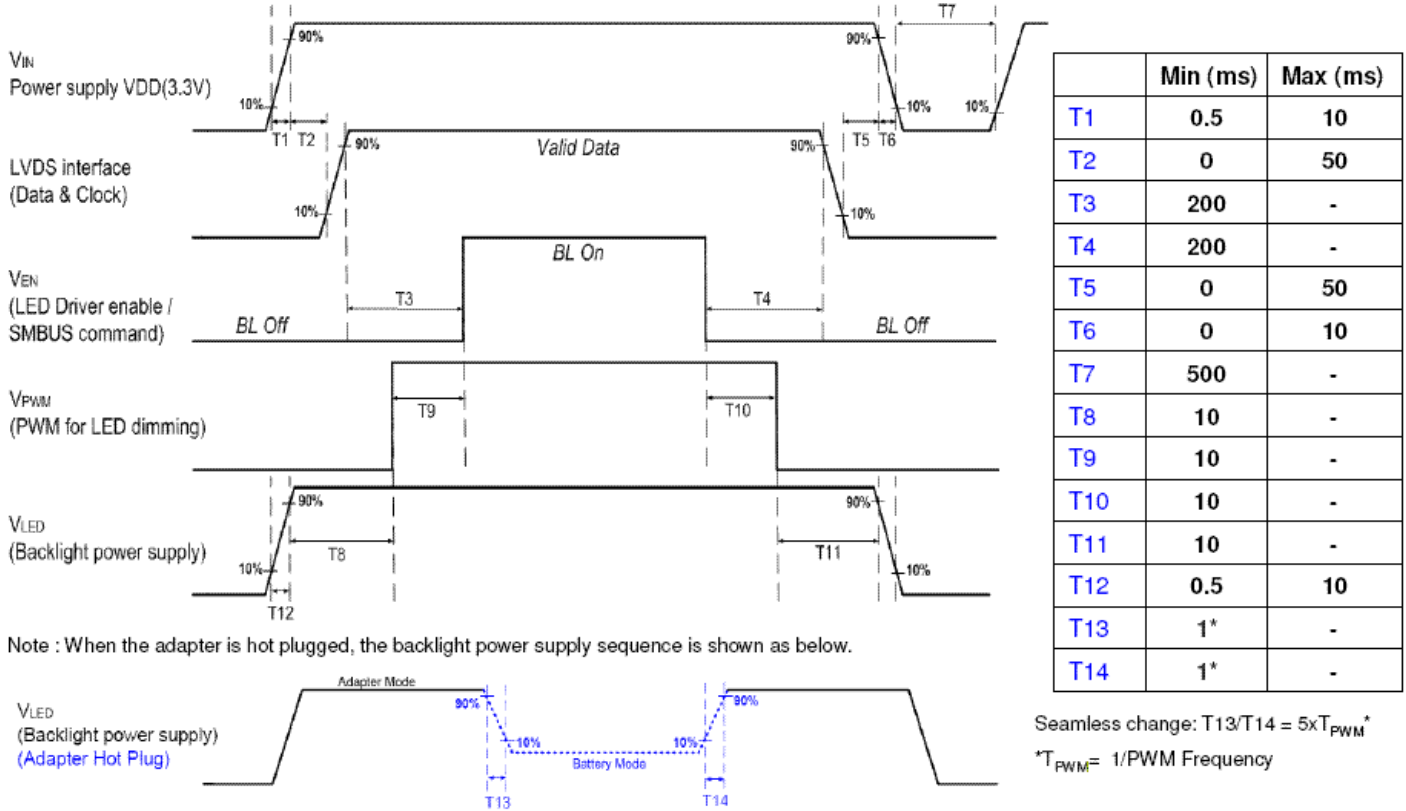 T7
90%
90%
VIN
Power supply VDD(3.3V)
10%
10%
10%
T1 T2
T5 T6
LVDS interface
(Data & Clock)
90%
Valid Data
90%
10%
10%
VEN
(LED Driver enable /
SMBUS command)
BL On
T3
T4
BL Off
BL Off
VPWM
(PWM for LED dimming)
T9
T10
VLED
(Backlight power supply)
90%
90%
T8
T11
10%
10%
T12
Note : When the adapter is hot plugged, the backlight power supply sequence is shown as below.
VLED
(Backlight power supply)
(Adapter Hot Plug)
Adapter Mode
90%
90%
10%
10%
Battery Mode
T13
T14
Min (ms) Max (ms)
T1 0.5 10
T2 0 50
T3 200 -
T4 200 -
T5 0 50
T6 0 10
T7 500 -
T8 10 -
T9 10 -
T10 10 -
T11 10 -
T12 0.5 10
T13 1* -
T14 1* -
Seamless change: T13/T14 = 5xTPWM*
*TPWM= 1/PWM Frequency